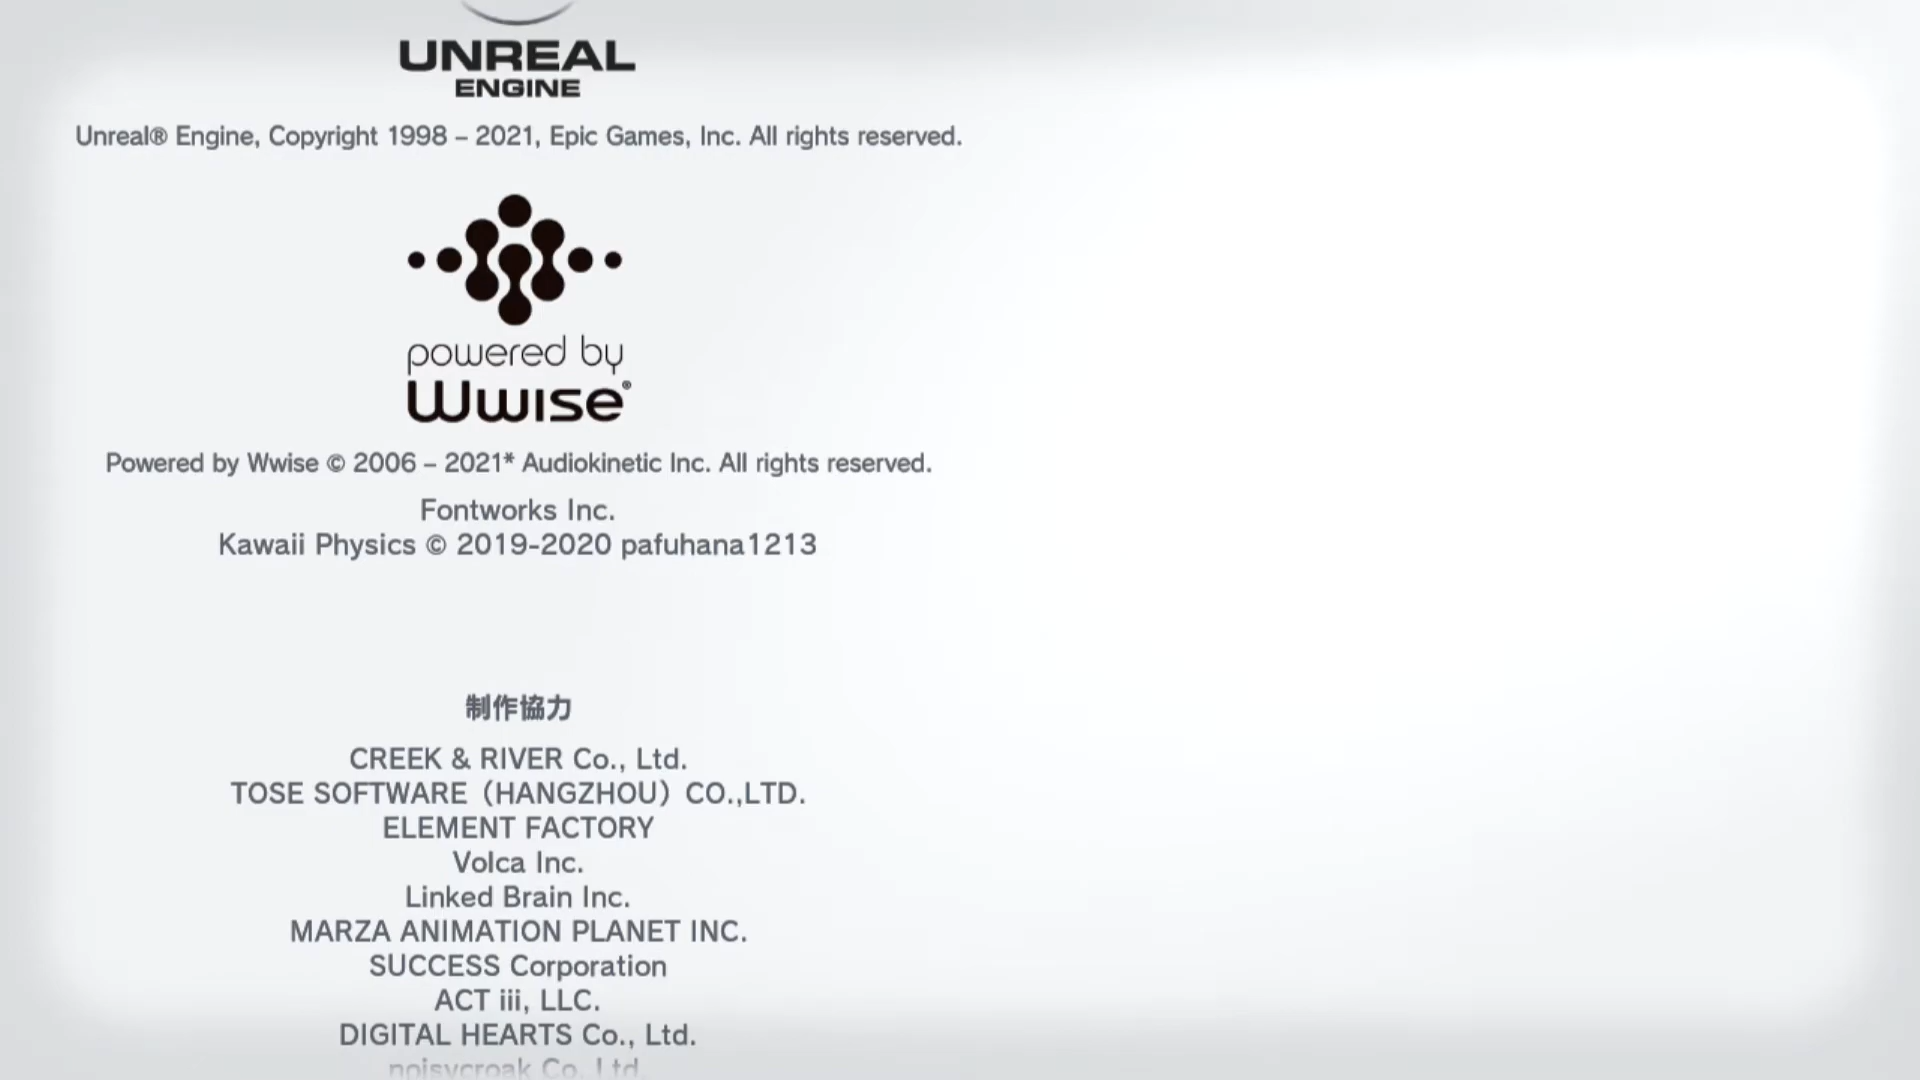 UNREAL
ENGINE
Unreal® Engine, Copyright 1998 – 2021, Epic Games, Inc. All rights reserved.
powered by
Wwise®
Powered by Wwise © 2006 – 2021* Audiokinetic Inc. All rights reserved.
Fontworks Inc.
Kawaii Physics © 2019-2020 pafuhana1213
制作協力
CREEK & RIVER Co., Ltd.
TOSE SOFTWARE（HANGZHOU）CO.,LTD.
ELEMENT FACTORY
Volca Inc.
Linked Brain Inc.
MARZA ANIMATION PLANET INC.
SUCCESS Corporation
ACT iii, LLC.
DIGITAL HEARTS Co., Ltd.
noisycroak Co. Ltd.